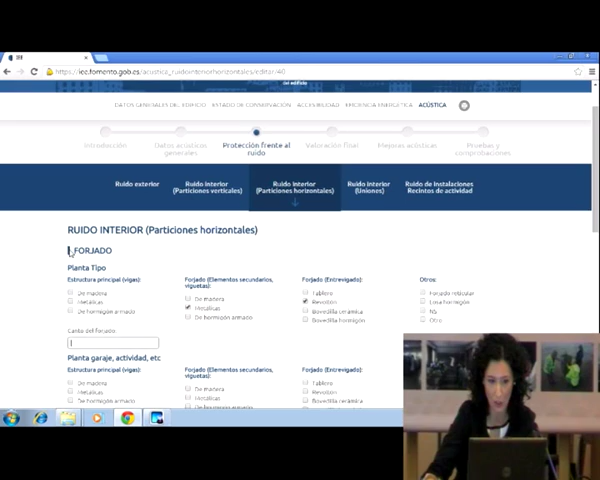 IEE
https://iee.fomento.gob.es/acustica_ruidointeriorhorizontales/editar/40
del edificio
DATOS GENERALES DEL EDIFICIO ESTADO DE CONSERVACIÓN ACCESIBILIDAD EFICIENCIA ENERGÉTICA ACÚSTICA
Introducción Datos acústicos generales Protección frente al ruido Valoración final Mejoras acústicas Pruebas y comprobaciones
Ruido exterior Ruido Interior (Particiones verticales) Ruido Interior (Particiones horizontales) Ruido Interior (Uniones) Ruido de Instalaciones Recintos de actividad
RUIDO INTERIOR (Particiones horizontales)
FORJADO
Planta Tipo
Estructura principal (vigas):
De madera
Metálicas
De hormigón armado
Forjado (Elementos secundarios, viguetas):
De madera
Metálicas
De hormigón armado
Forjado (Entrevigado):
Tablero
Revoltón
Bovedilla cerámica
Bovedilla hormigón
Otros:
Forjado reticular
Losa hormigón
NS
Otro
Canto del forjado:
Planta garaje, actividad, etc
Estructura principal (vigas):
De madera
Metálicas
De hormigón armado
Forjado (Elementos secundarios, viguetas):
De madera
Metálicas
De hormigón armado
Forjado (Entrevigado):
Tablero
Revoltón
Bovedilla cerámica